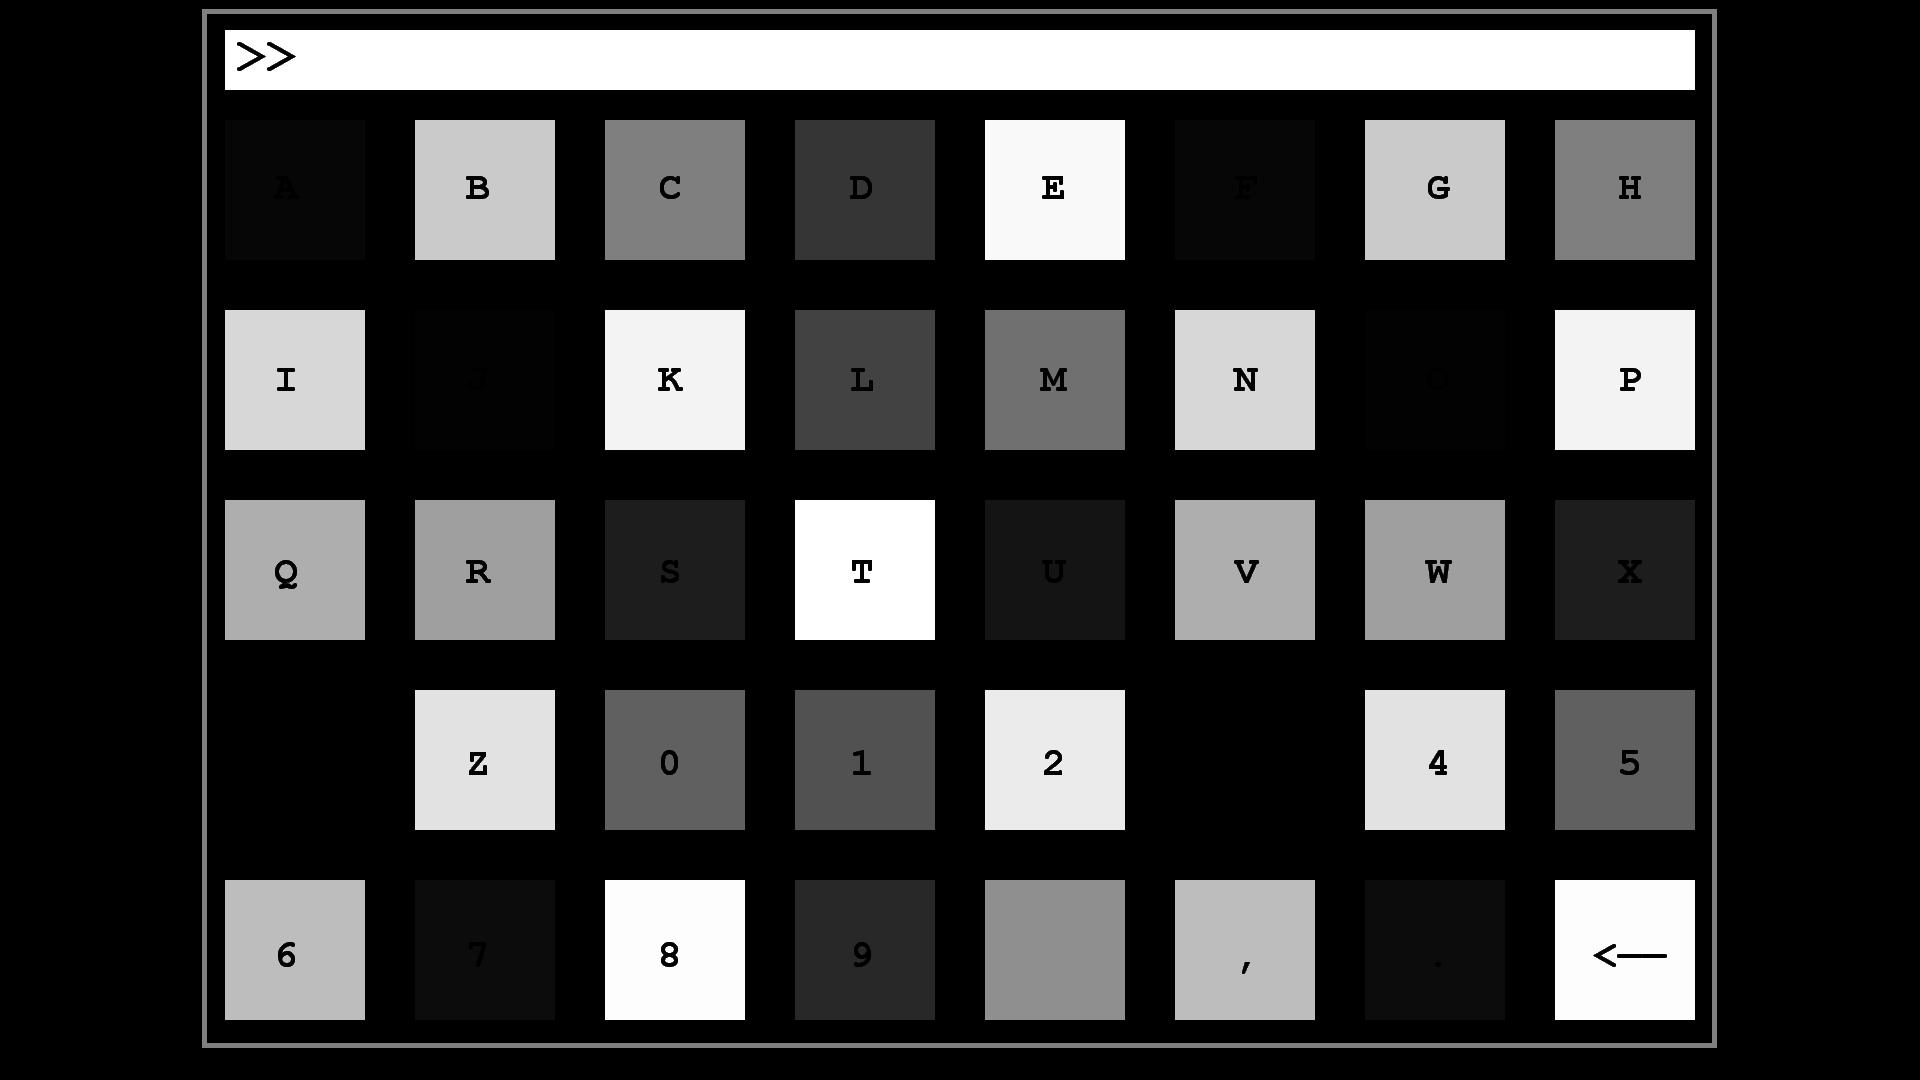 >>
A B C D E F G H
I J K L M N O P
Q R S T U V W X
Z 0 1 2 4 5
6 7 8 9 , . <—